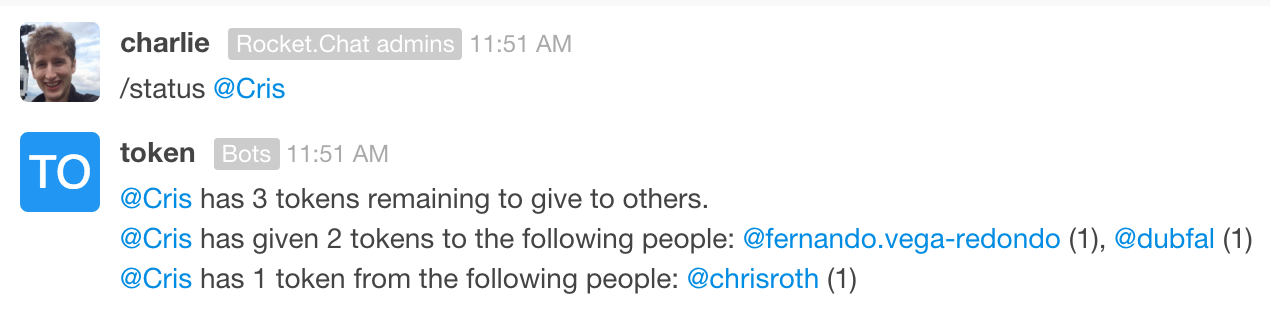 charlie Rocket.Chat admins 11:51 AM
/status @Cris
TO token Bots 11:51 AM
@Cris has 3 tokens remaining to give to others.
@Cris has given 2 tokens to the following people: @fernando.vega-redondo (1), @dubfal (1)
@Cris has 1 token from the following people: @chrisroth (1)